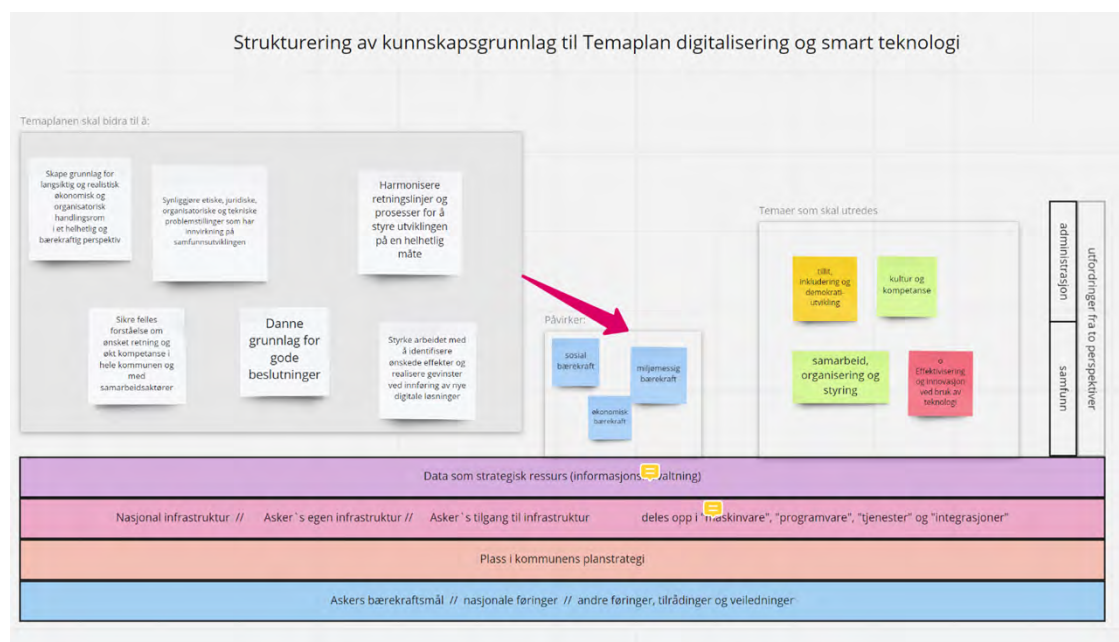 Strukturering av kunnskapsgrunnlag til Temaplan digitalisering og smart teknologi
Temaplanen skal bidra til å:
Skape grunnlag for
langsiktig og realistisk
økonomisk og
organisatorisk
handlingsrom
i et helhetlig og
bærekraftig perspektiv
Synliggjøre etiske, juridiske,
organisatoriske og tekniske
problemstillinger som har
innvirkning på
samfunnsutviklingen
Harmonisere
retningslinjer og
prosesser for å
styre utviklingen
på en helhetlig
måte
Sikre felles
forståelse om
ønsket retning og
økt kompetanse i
hele kommunen og
med
samarbeidsaktører
Danne
grunnlag for
gode
beslutninger
Styrke arbeidet med
å identifisere
ønskede effekter og
realisere gevinster
ved innføring av nye
digitale løsninger
Påvirker:
sosial
bærekraft
miljømessig
bærekraft
økonomisk
bærekraft
Temaer som skal utredes
tillit,
inkludering og
demokrati-
utvikling
kultur og
kompetanse
samarbeid,
organisering og
styring
o
Effektivisering
og innovasjon
ved bruk av
teknologi
administrasjon
samfunn
utfordringer fra to perspektiver
Data som strategisk ressurs (informasjons valtning)
Nasjonal infrastruktur // Asker`s egen infrastruktur // Asker`s tilgang til infrastruktur deles opp i "maskinvare", "programvare", "tjenester" og "integrasjoner"
Plass i kommunens planstrategi
Askers bærekraftsmål // nasjonale føringer // andre føringer, tilrådinger og veiledninger